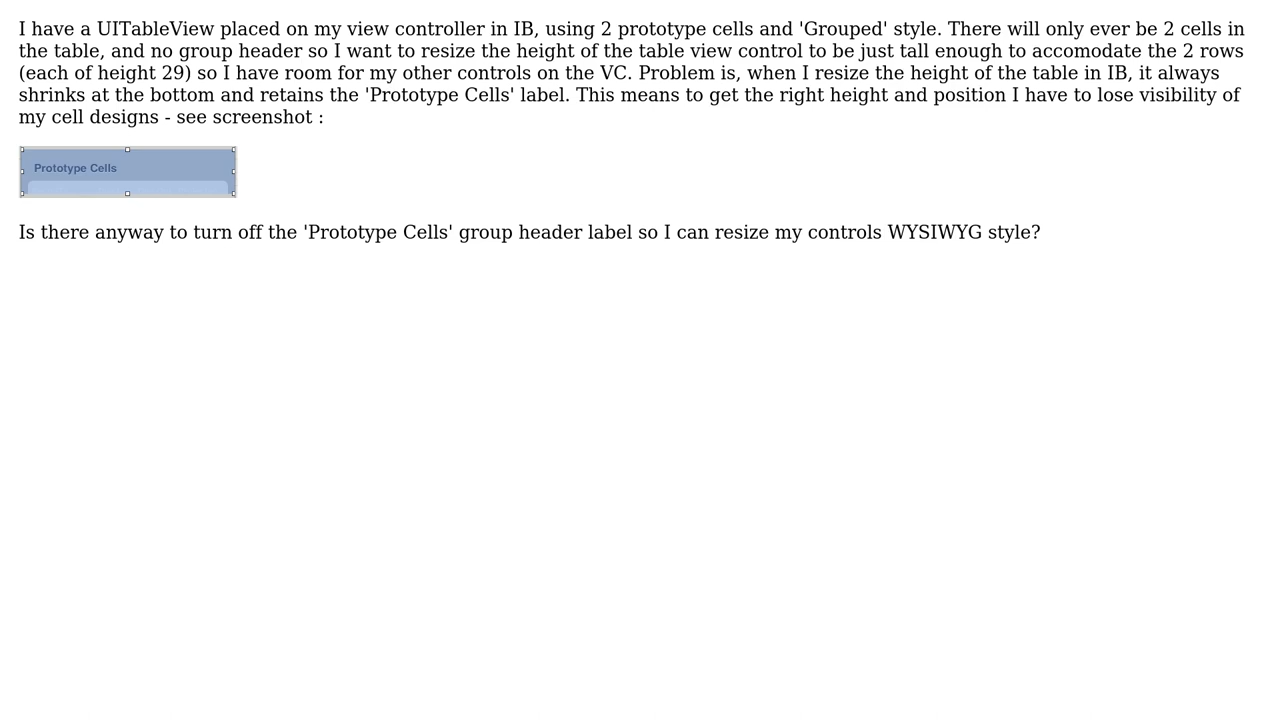 I have a UITableView placed on my view controller in IB, using 2 prototype cells and 'Grouped' style. There will only ever be 2 cells in
the table, and no group header so I want to resize the height of the table view control to be just tall enough to accomodate the 2 rows
(each of height 29) so I have room for my other controls on the VC. Problem is, when I resize the height of the table in IB, it always
shrinks at the bottom and retains the 'Prototype Cells' label. This means to get the right height and position I have to lose visibility of
my cell designs - see screenshot :
Prototype Cells
Is there anyway to turn off the 'Prototype Cells' group header label so I can resize my controls WYSIWYG style?